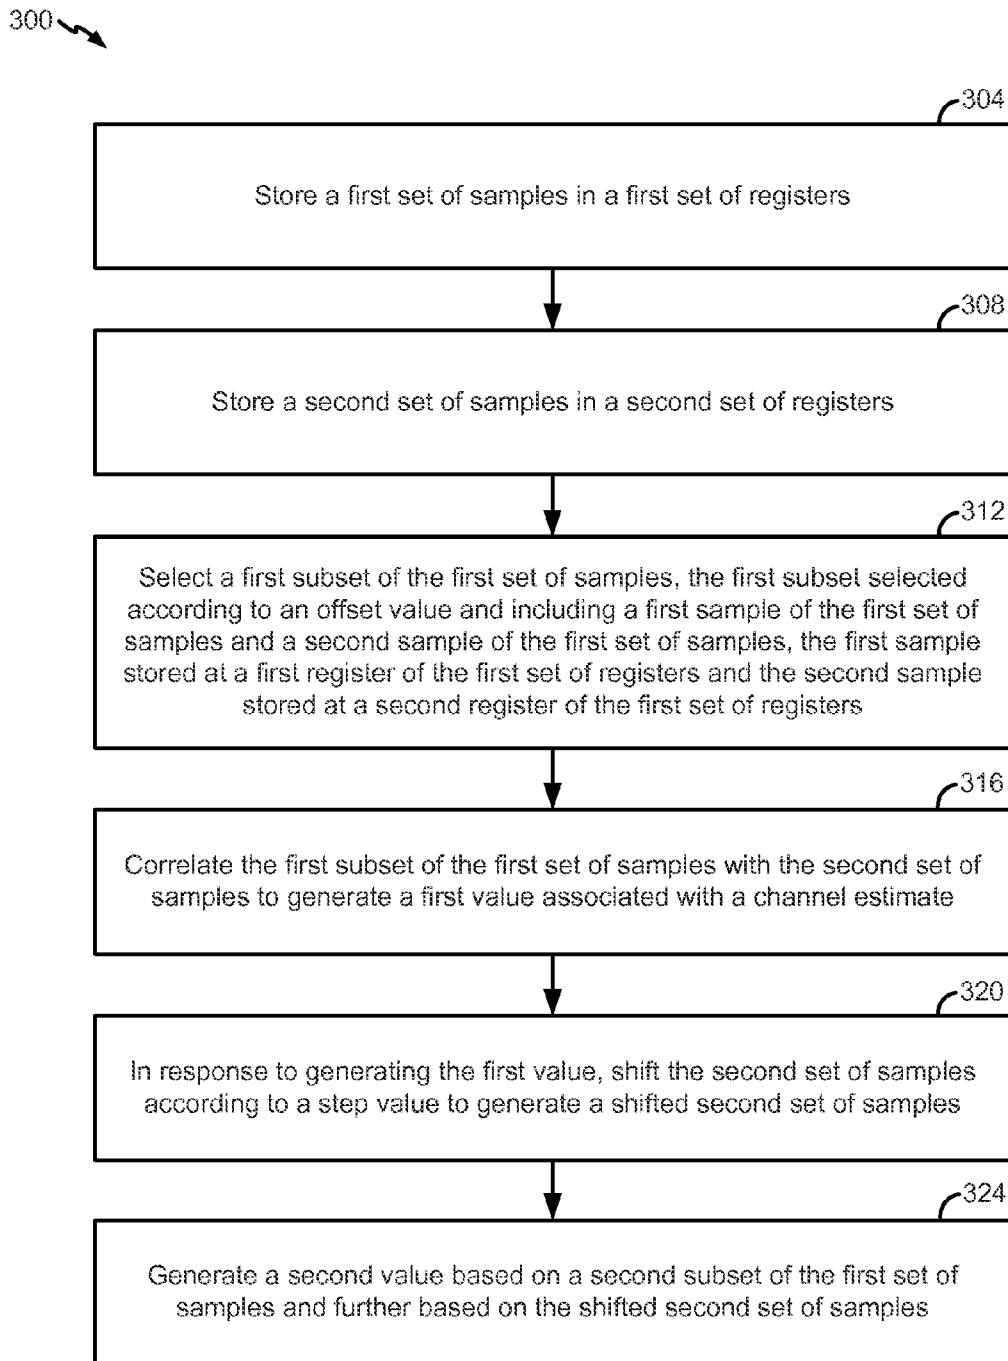 300
304
Store a first set of samples in a first set of registers
308
Store a second set of samples in a second set of registers
312
Select a first subset of the first set of samples, the first subset selected
according to an offset value and including a first sample of the first set of
samples and a second sample of the first set of samples, the first sample
stored at a first register of the first set of registers and the second sample
stored at a second register of the first set of registers
316
Correlate the first subset of the first set of samples with the second set of
samples to generate a first value associated with a channel estimate
320
In response to generating the first value, shift the second set of samples
according to a step value to generate a shifted second set of samples
324
Generate a second value based on a second subset of the first set of
samples and further based on the shifted second set of samples